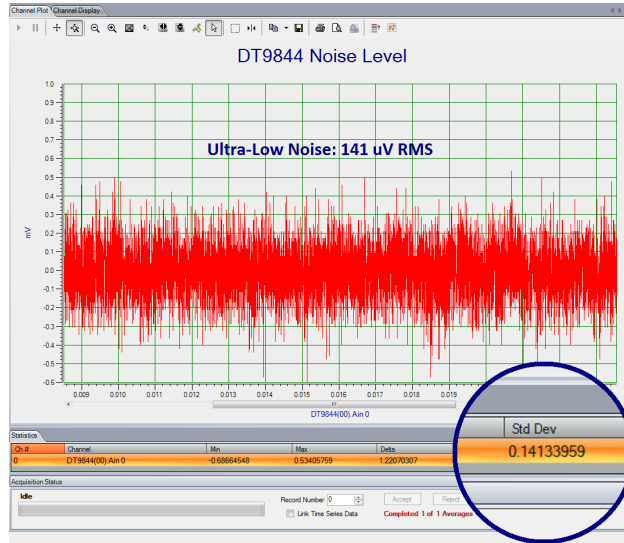 Channel Plot Channel Display
DT9844 Noise Level
Ultra-Low Noise: 141 uV RMS
mV
1.0
0.9
0.8
0.7
0.6
0.5
0.4
0.3
0.2
0.1
0.0
-0.1
-0.2
-0.3
-0.4
-0.5
-0.6
0.009 0.010 0.011 0.012 0.013 0.014 0.015 0.016 0.017 0.018 0.019
DT9844(00).Ain 0
Statistics
Ch # Channel Min Max Delta Std Dev
0 DT9844(00).Ain 0 -0.68664548 0.53405759 1.22070307 0.14133959
Acquisition Status
Idle
Record Number 0 Accept Reject
Link Time Series Data Completed 1 of 1 Averages